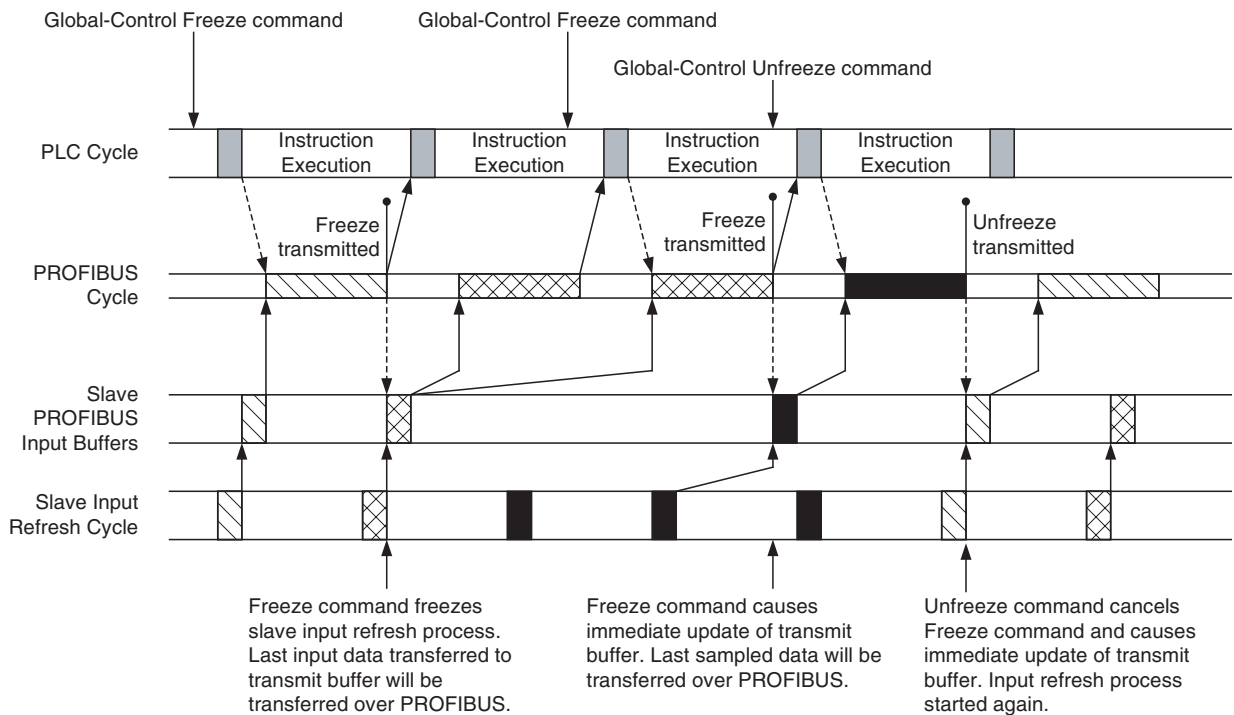 Global-Control Freeze command
Global-Control Freeze command
Global-Control Unfreeze command
PLC Cycle
Instruction
Execution
Instruction
Execution
Instruction
Execution
Instruction
Execution
Freeze
transmitted
Freeze
transmitted
Unfreeze
transmitted
PROFIBUS
Cycle
Slave
PROFIBUS
Input Buffers
Slave Input
Refresh Cycle
Freeze command freezes
slave input refresh process.
Last input data transferred to
transmit buffer will be
transferred over PROFIBUS.
Freeze command causes
immediate update of transmit
buffer. Last sampled data will be
transferred over PROFIBUS.
Unfreeze command cancels
Freeze command and causes
immediate update of transmit
buffer. Input refresh process
started again.